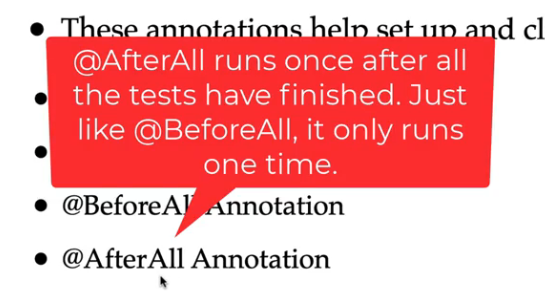 These annotations help set up and cl
@AfterAll runs once after all
the tests have finished. Just
like @BeforeAll, it only runs
one time.
@BeforeAll Annotation
@AfterAll Annotation